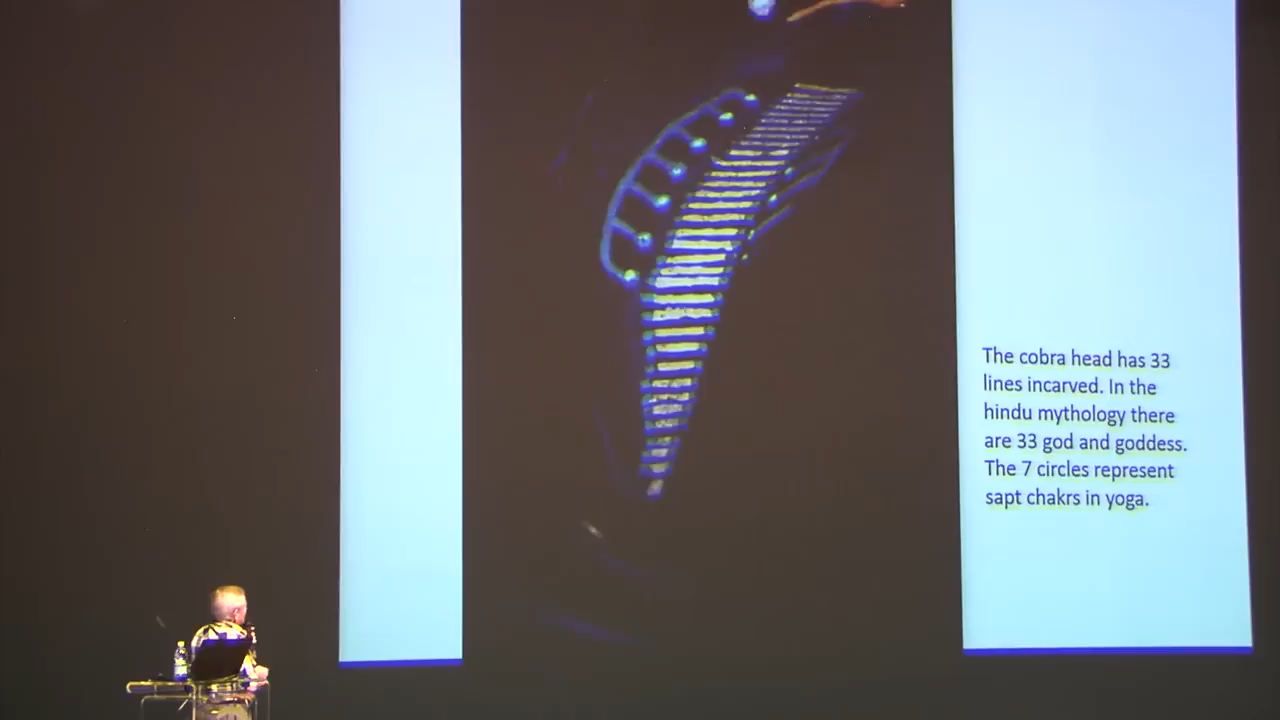 The cobra head has 33
lines incarved. In the
hindu mythology there
are 33 god and goddess.
The 7 circles represent
sapt chakrs in yoga.